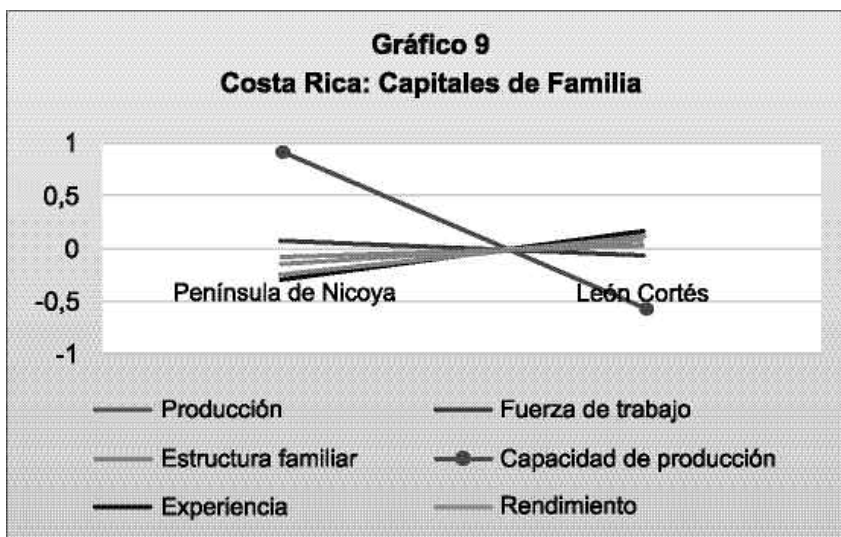 Gráfico 9
Costa Rica: Capitales de Familia
1
0,5
0
-0,5
-1
Península de Nicoya León Cortés
Producción Fuerza de trabajo
Estructura familiar Capacidad de producción
Experiencia Rendimiento